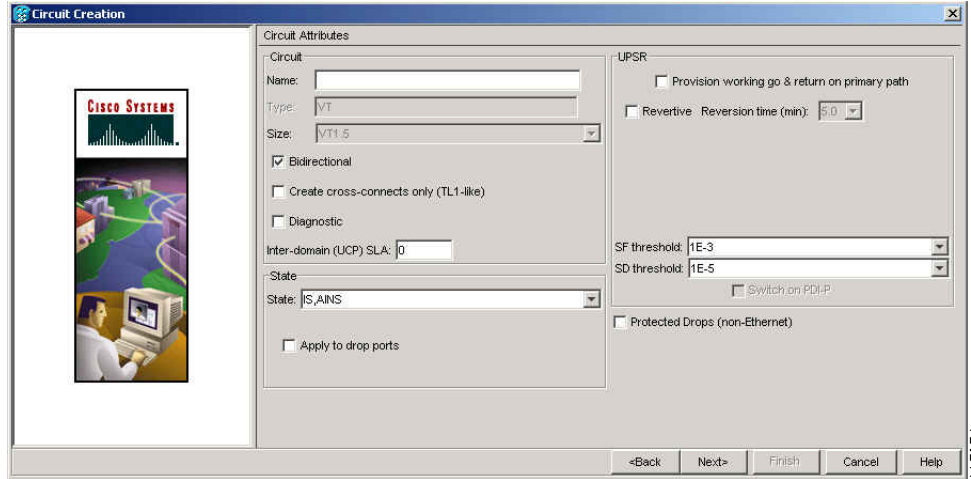 Circuit Creation
CISCO SYSTEMS
Circuit Attributes
Circuit
Name:
Type: VT
Size: VT1.5
Bidirectional
Create cross-connects only (TL1-like)
Diagnostic
Inter-domain (UCP) SLA: 0
State
State: IS,AINS
Apply to drop ports
UPSR
Provision working go & return on primary path
Revertive Reversion time (min): 5.0
SF threshold: 1E-3
SD threshold: 1E-5
Switch on PDI-P
Protected Drops (non-Ethernet)
<Back Next> Finish Cancel Help